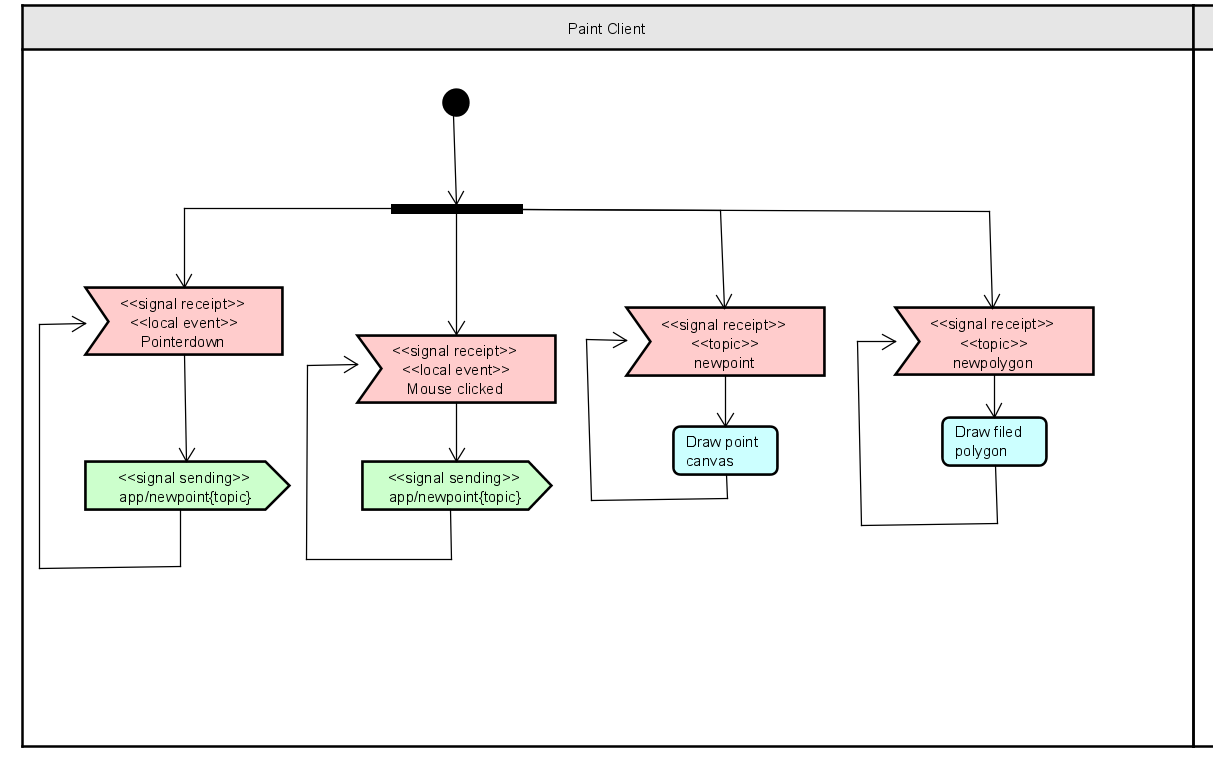 Paint Client
<<signal receipt>>
<<local event>>
Pointerdown
<<signal receipt>>
<<local event>>
Mouse clicked
<<signal receipt>>
<<topic>>
newpoint
<<signal receipt>>
<<topic>>
newpolygon
<<signal sending>>
app/newpoint{topic}
<<signal sending>>
app/newpoint{topic}
Draw point
canvas
Draw filed
polygon